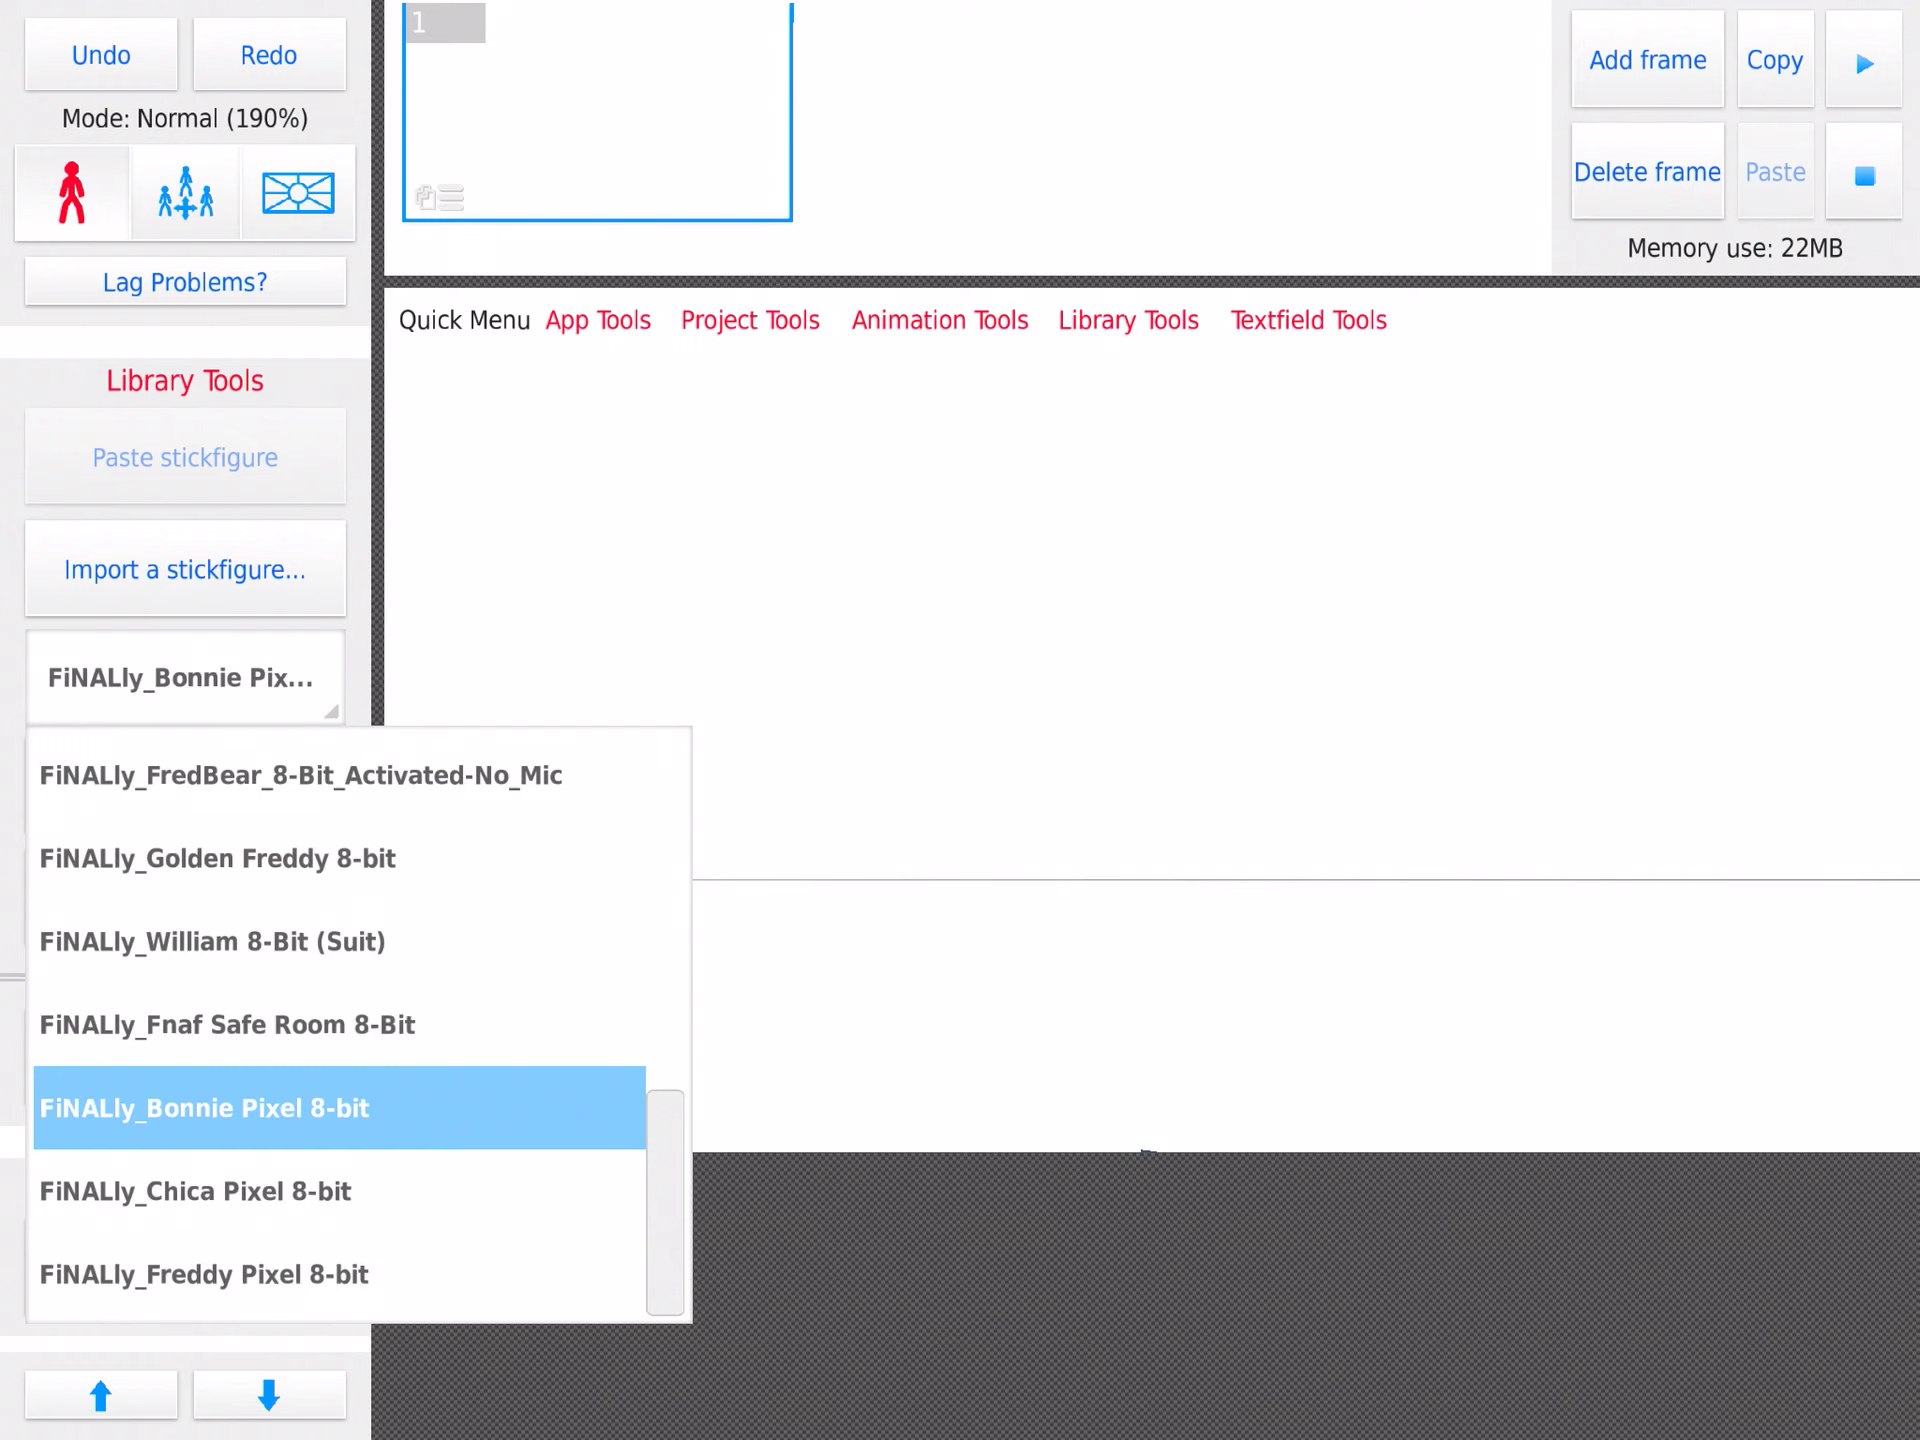 Undo
Redo
Mode: Normal (190%)
Lag Problems?
1
Add frame
Copy
Delete frame
Paste
Memory use: 22MB
Quick Menu App Tools Project Tools Animation Tools Library Tools Textfield Tools
Library Tools
Paste stickfigure
Import a stickfigure...
FiNALly_Bonnie Pix...
FiNALly_FredBear_8-Bit_Activated-No_Mic
FiNALly_Golden Freddy 8-bit
FiNALly_William 8-Bit (Suit)
FiNALly_Fnaf Safe Room 8-Bit
FiNALly_Bonnie Pixel 8-bit
FiNALly_Chica Pixel 8-bit
FiNALly_Freddy Pixel 8-bit